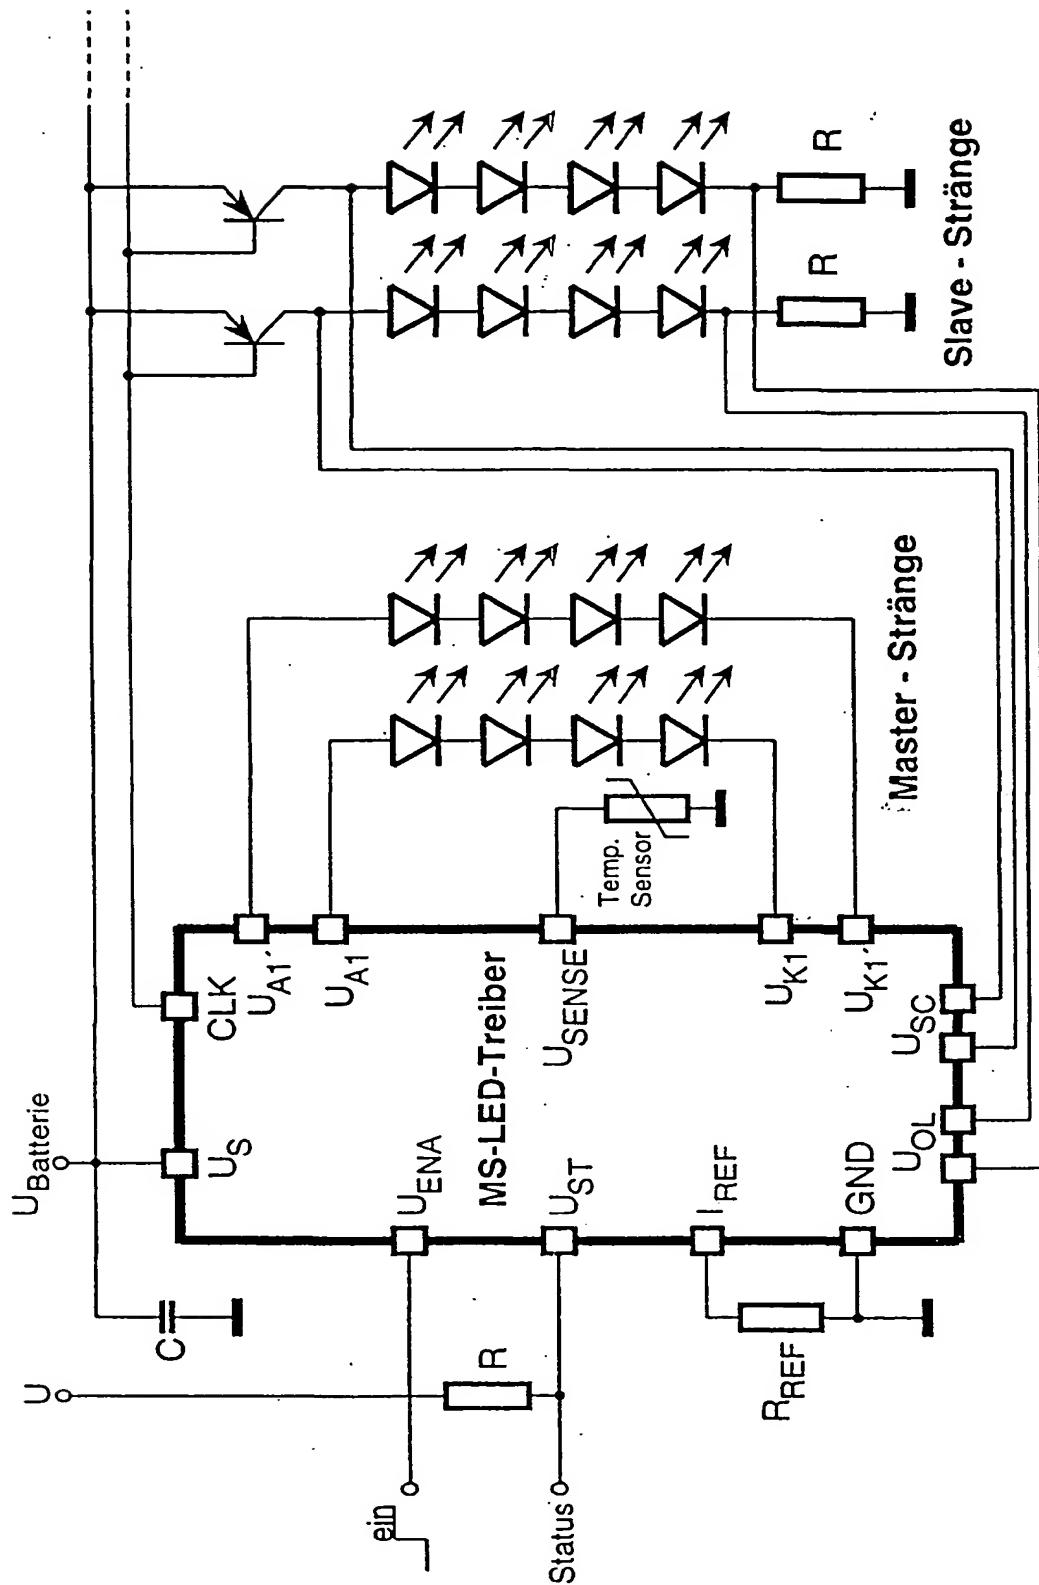 U_Batterie
U
C
ein
Status
R
R_REF
U_S
CLK
U_ENA
MS-LED-Treiber
U_ST
I_REF
GND
U_A1´
U_A1
U_SENSE
U_K1
U_K1´
U_SC
U_OL
Temp.
Sensor
Master - Stränge
R
R
Slave - Stränge